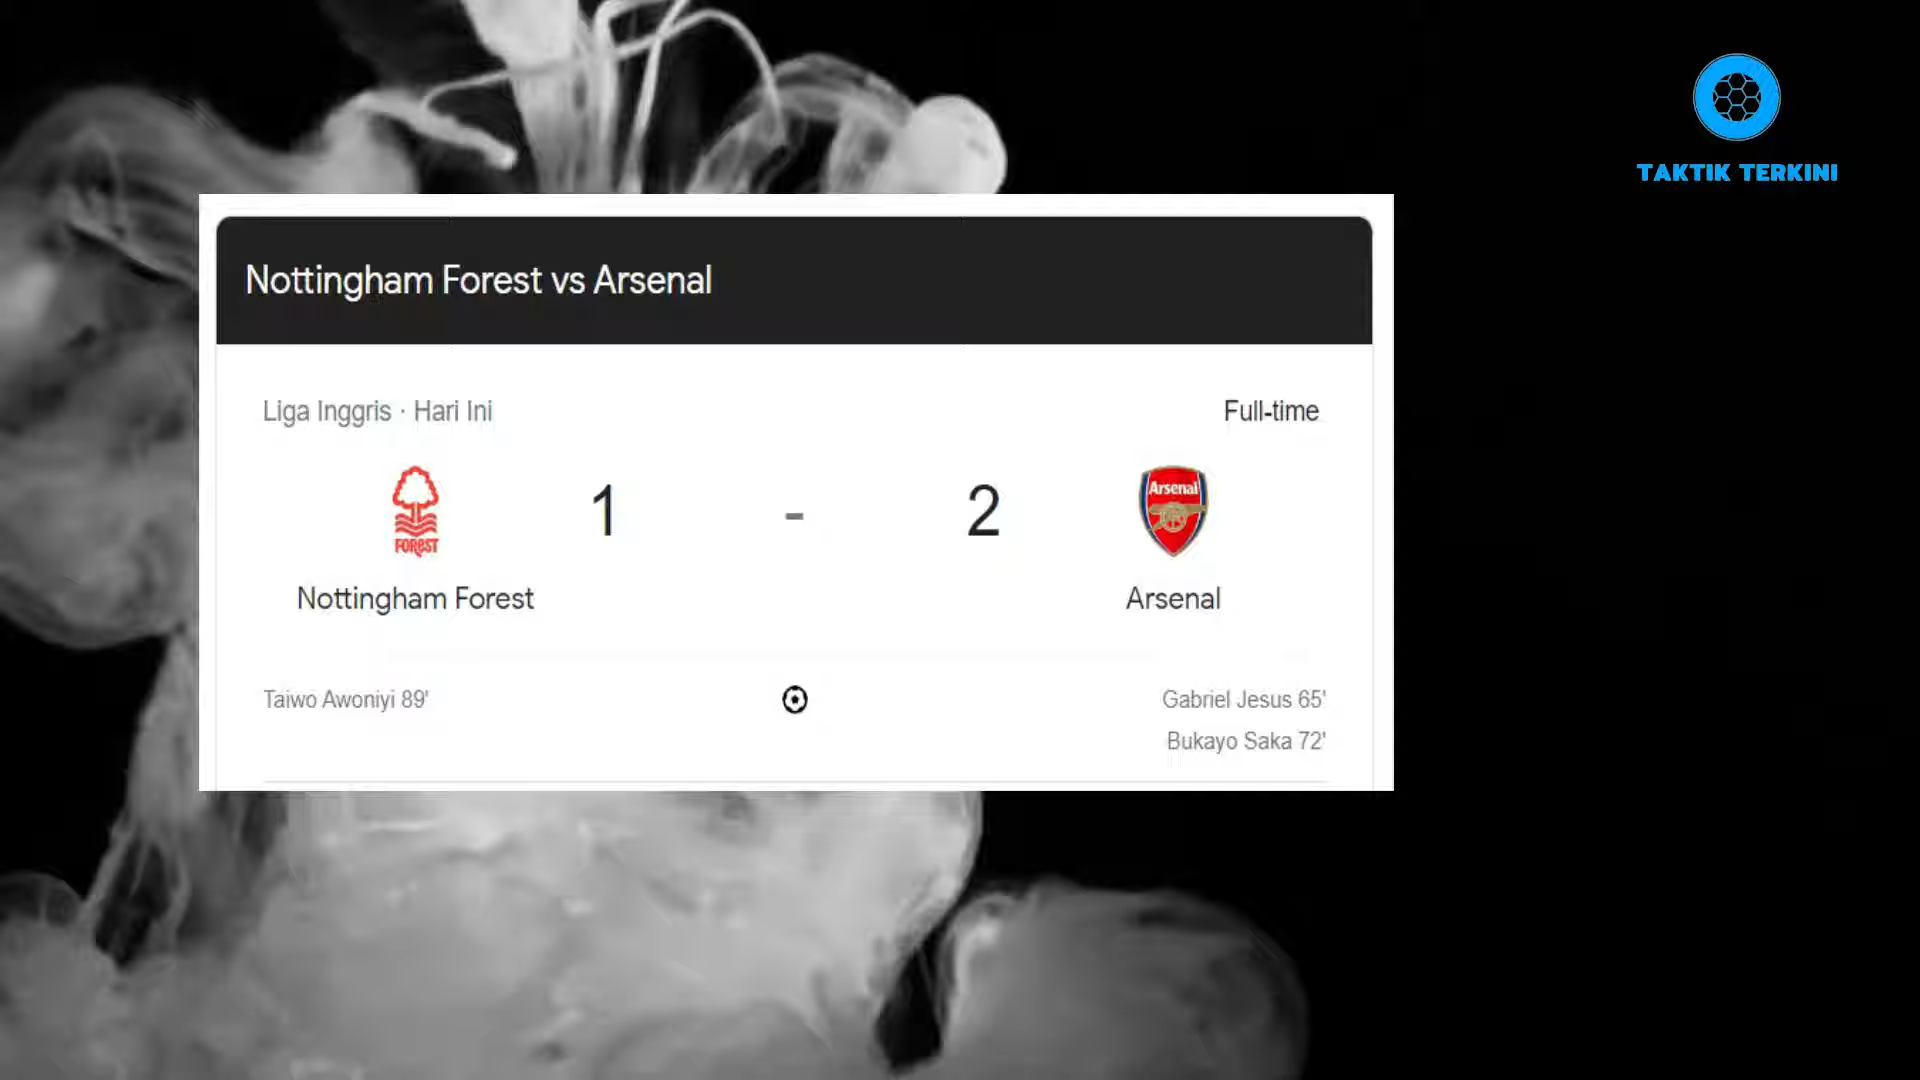 TAKTIK TERKINI
Nottingham Forest vs Arsenal
Liga Inggris · Hari Ini
Full-time
FOREST
1
-
2
Arsenal
Nottingham Forest
Arsenal
Taiwo Awoniyi 89'
Gabriel Jesus 65'
Bukayo Saka 72'